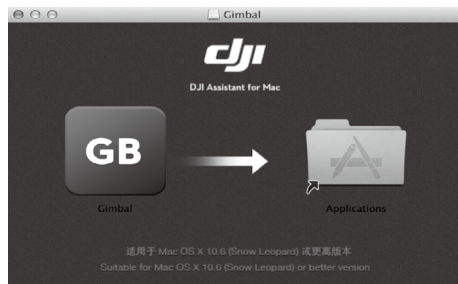 Gimbal
dji
DJI Assistant for Mac
GB
Gimbal
Applications
适用于 Mac OS X 10.6 (Snow Leopard) 或更高版本
Suitable for Mac OS X 10.6 (Snow Leopard) or better version